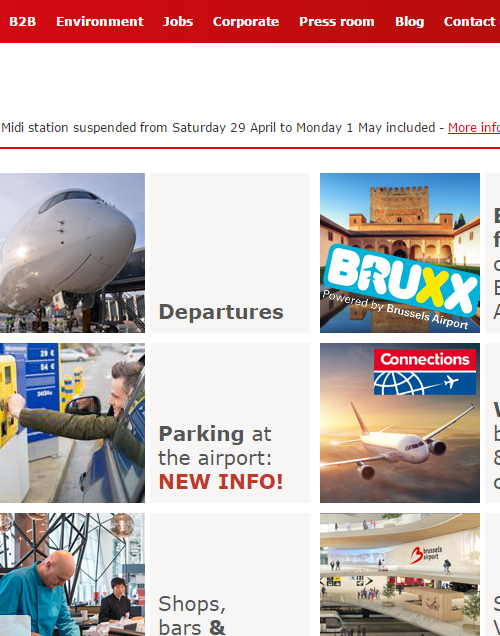 B2B Environment Jobs Corporate Press room Blog Contact
Midi station suspended from Saturday 29 April to Monday 1 May included - More info
Departures
BRUXX
Powered by Brussels Airport
29 €
54 €
Parking at
the airport:
NEW INFO!
Connections
brussels
airport
Shops,
bars &